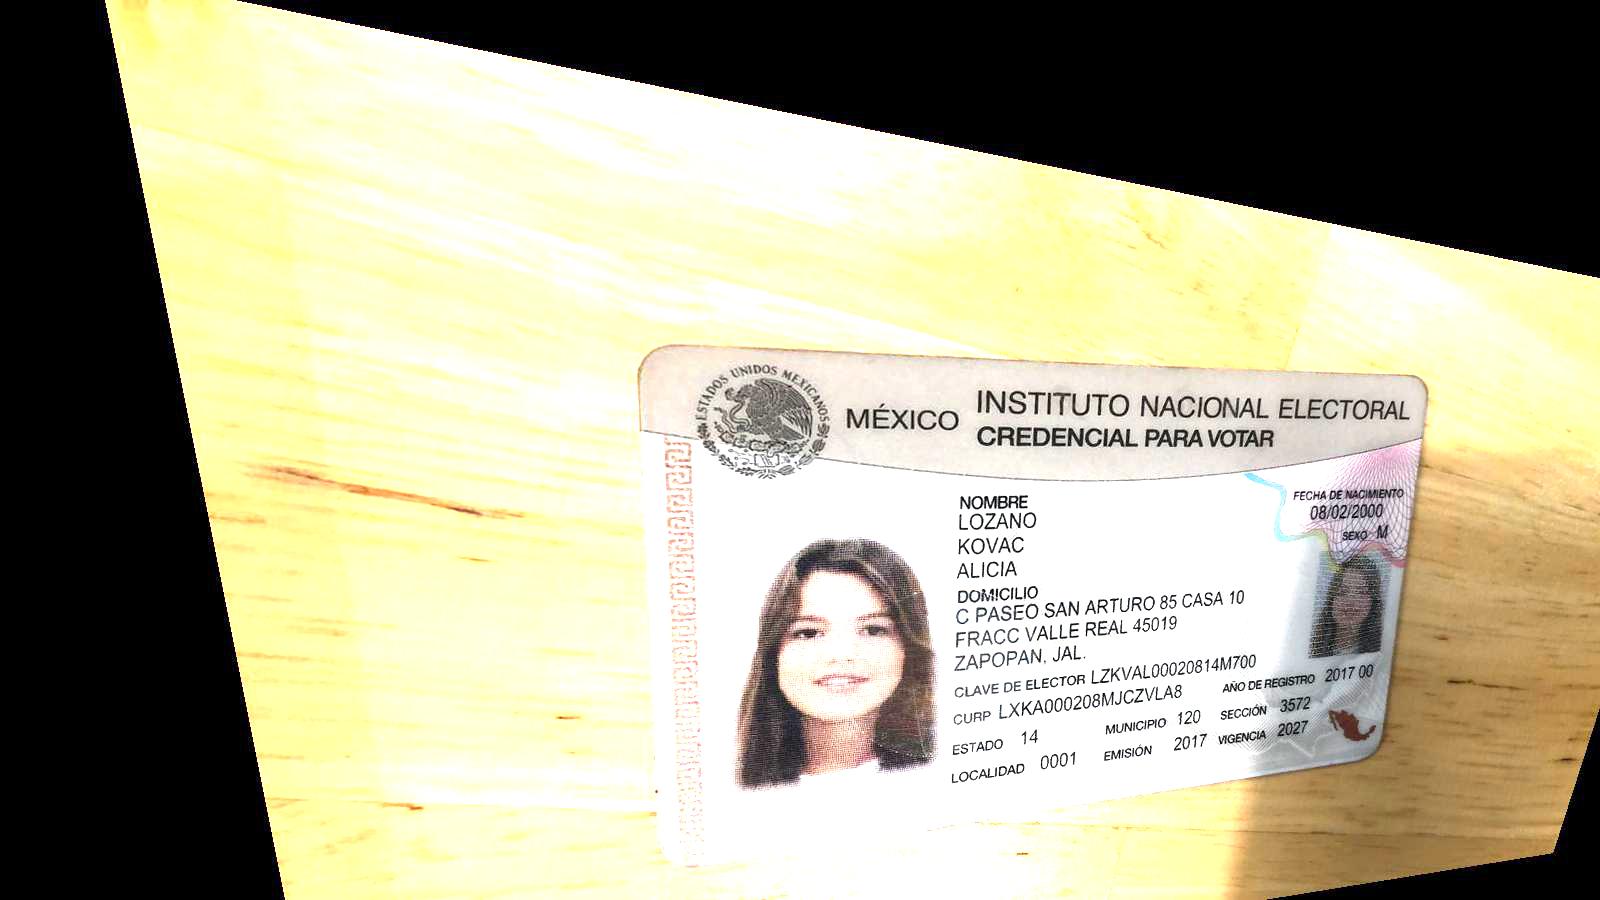 ESTADOS UNIDOS MEXICANOS
MÉXICO INSTITUTO NACIONAL ELECTORAL
CREDENCIAL PARA VOTAR
FECHA DE NACIMIENTO
08/02/2000
SEXO M
NOMBRE
LOZANO
KOVAC
ALICIA
DOMICILIO
C PASEO SAN ARTURO 85 CASA 10
FRACC VALLE REAL 45019
ZAPOPAN, JAL.
CLAVE DE ELECTOR LZKVAL00020814M700
CURP LXKA000208MJCZVLA8 AÑO DE REGISTRO 2017 00
ESTADO 14 MUNICIPIO 120 SECCIÓN 3572
LOCALIDAD 0001 EMISIÓN 2017 VIGENCIA 2027